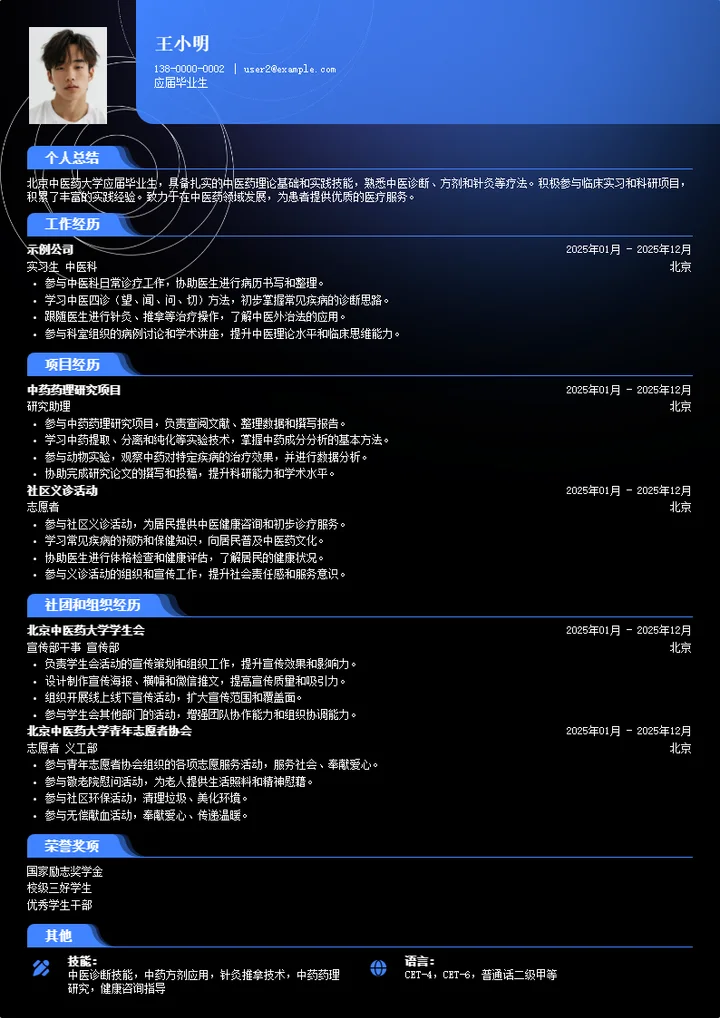 王小明
138-0000-0002 | user2@example.com
应届毕业生
个人总结
北京中医药大学应届毕业生，具备扎实的中医药理论基础和实践技能，熟悉中医诊断、方剂和针灸等疗法。积极参与临床实习和科研项目，
积累了丰富的实践经验。致力于在中医药领域发展，为患者提供优质的医疗服务。
工作经历
示例公司 2025年01月 - 2025年12月
实习生 中医科 北京
• 参与中医科日常诊疗工作，协助医生进行病历书写和整理。
• 学习中医四诊（望、闻、问、切）方法，初步掌握常见疾病的诊断思路。
• 跟随医生进行针灸、推拿等治疗操作，了解中医外治法的应用。
• 参与科室组织的病例讨论和学术讲座，提升中医理论水平和临床思维能力。
项目经历
中药药理研究项目 2025年01月 - 2025年12月
研究助理 北京
• 参与中药药理研究项目，负责查阅文献、整理数据和撰写报告。
• 学习中药提取、分离和纯化等实验技术，掌握中药成分分析的基本方法。
• 参与动物实验，观察中药对特定疾病的治疗效果，并进行数据分析。
• 协助完成研究论文的撰写和投稿，提升科研能力和学术水平。
社区义诊活动 2025年01月 - 2025年12月
志愿者 北京
• 参与社区义诊活动，为居民提供中医健康咨询和初步诊疗服务。
• 学习常见疾病的预防和保健知识，向居民普及中医药文化。
• 协助医生进行体格检查和健康评估，了解居民的健康状况。
• 参与义诊活动的组织和宣传工作，提升社会责任感和服务意识。
社团和组织经历
北京中医药大学学生会 2025年01月 - 2025年12月
宣传部干事 宣传部 北京
• 负责学生会活动的宣传策划和组织工作，提升宣传效果和影响力。
• 设计制作宣传海报、横幅和微信推文，提高宣传质量和吸引力。
• 组织开展线上线下宣传活动，扩大宣传范围和覆盖面。
• 参与学生会其他部门的活动，增强团队协作能力和组织协调能力。
北京中医药大学青年志愿者协会 2025年01月 - 2025年12月
志愿者 义工部 北京
• 参与青年志愿者协会组织的各项志愿服务活动，服务社会、奉献爱心。
• 参与敬老院慰问活动，为老人提供生活照料和精神慰藉。
• 参与社区环保活动，清理垃圾、美化环境。
• 参与无偿献血活动，奉献爱心、传递温暖。
荣誉奖项
国家励志奖学金
校级三好学生
优秀学生干部
其他
技能：
中医诊断技能，中药方剂应用，针灸推拿技术，中药药理
研究，健康咨询指导
语言：
CET-4，CET-6，普通话二级甲等